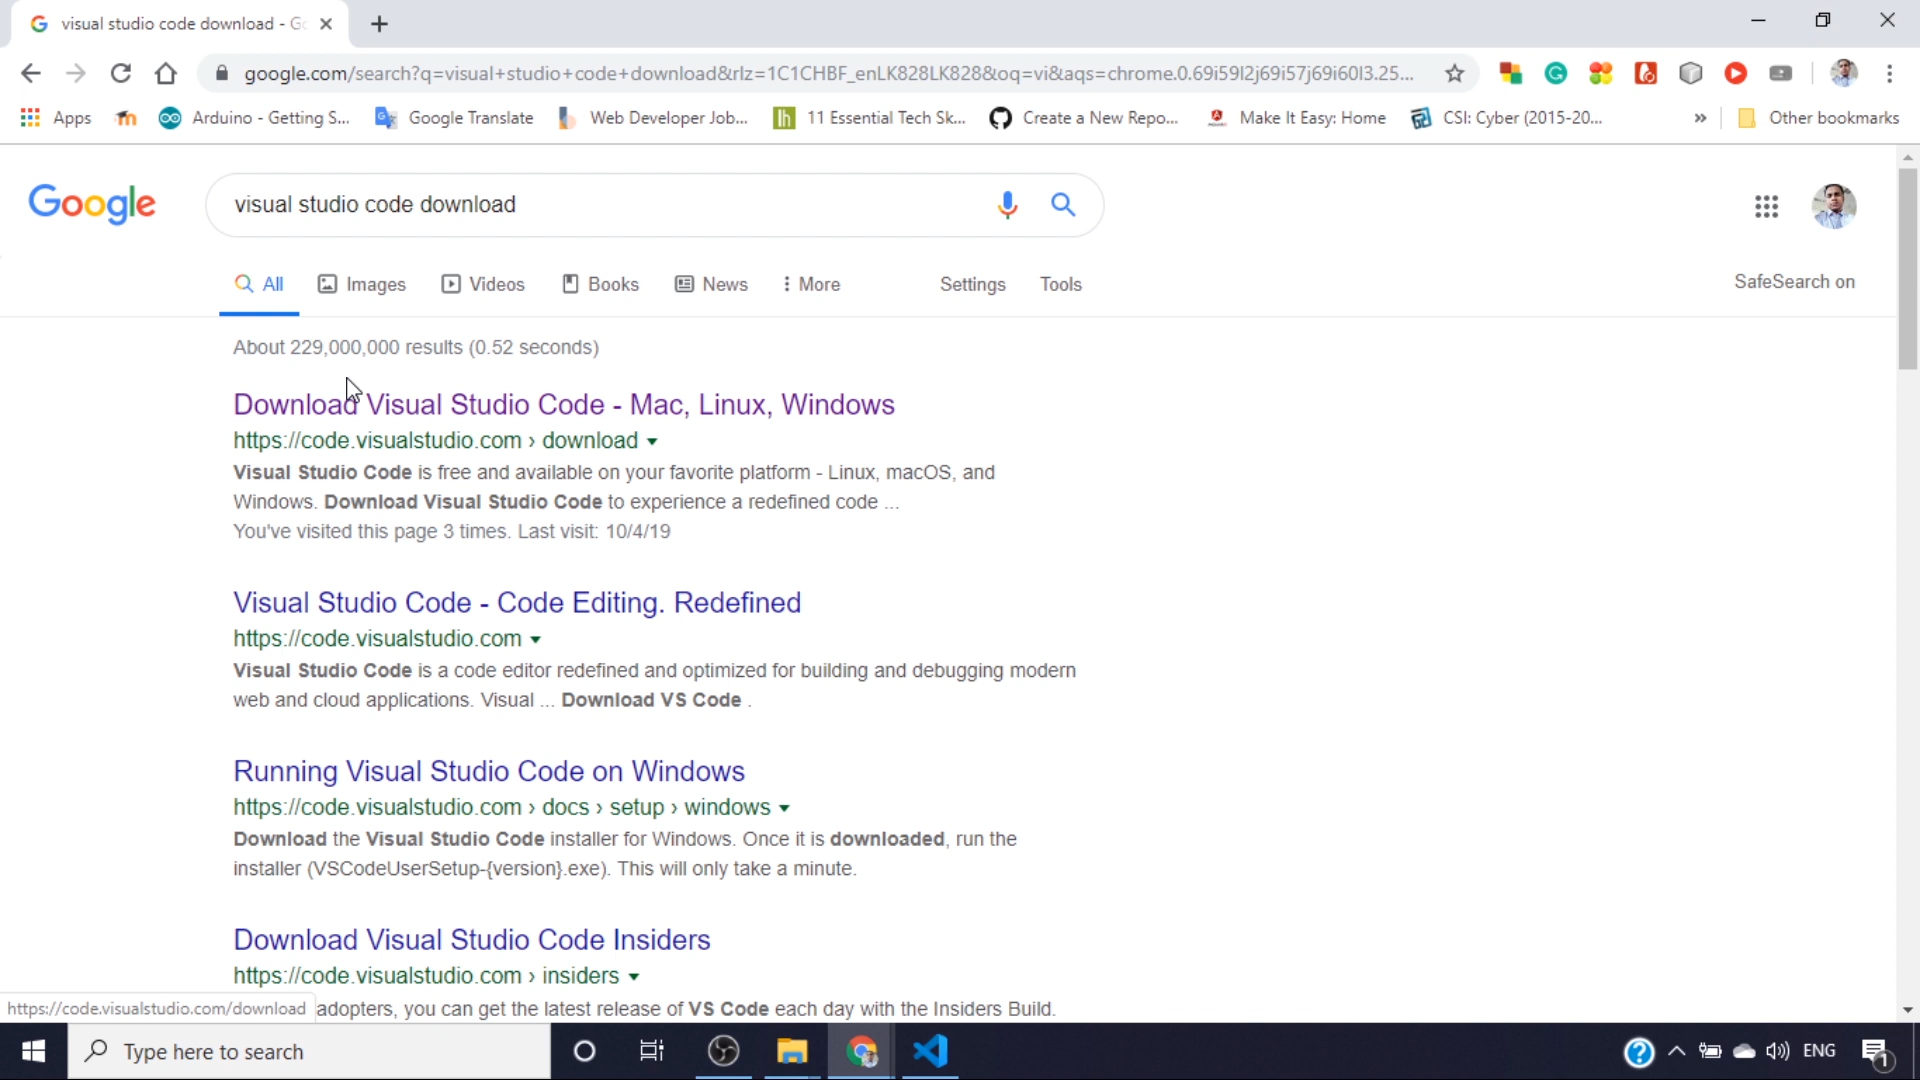 visual studio code download - Go
google.com/search?q=visual+studio+code+download&rlz=1C1CHBF_enLK828LK828&oq=vi&aqs=chrome.0.69i59l2j69i57j69i60l3.25...
Apps
Arduino - Getting S...
Google Translate
Web Developer Job...
11 Essential Tech Sk...
Create a New Repo...
Make It Easy: Home
CSI: Cyber (2015-20...
»
Other bookmarks
Google
visual studio code download
All
Images
Videos
Books
News
More
Settings
Tools
SafeSearch on
About 229,000,000 results (0.52 seconds)
Download Visual Studio Code - Mac, Linux, Windows
https://code.visualstudio.com › download
Visual Studio Code is free and available on your favorite platform - Linux, macOS, and
Windows. Download Visual Studio Code to experience a redefined code ...
You've visited this page 3 times. Last visit: 10/4/19
Visual Studio Code - Code Editing. Redefined
https://code.visualstudio.com
Visual Studio Code is a code editor redefined and optimized for building and debugging modern
web and cloud applications. Visual ... Download VS Code .
Running Visual Studio Code on Windows
https://code.visualstudio.com › docs › setup › windows
Download the Visual Studio Code installer for Windows. Once it is downloaded, run the
installer (VSCodeUserSetup-{version}.exe). This will only take a minute.
Download Visual Studio Code Insiders
https://code.visualstudio.com › insiders
adopters, you can get the latest release of VS Code each day with the Insiders Build.
https://code.visualstudio.com/download
Type here to search
ENG
1